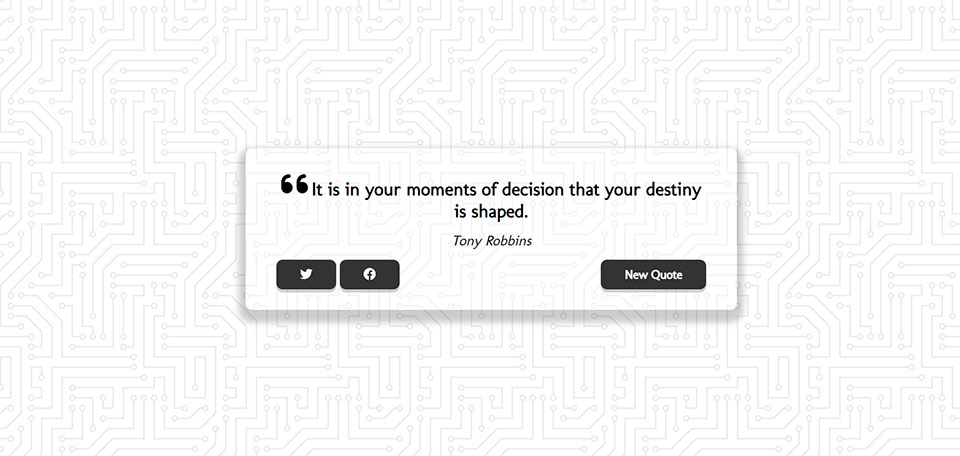 ❝It is in your moments of decision that your destiny
is shaped.
Tony Robbins
New Quote